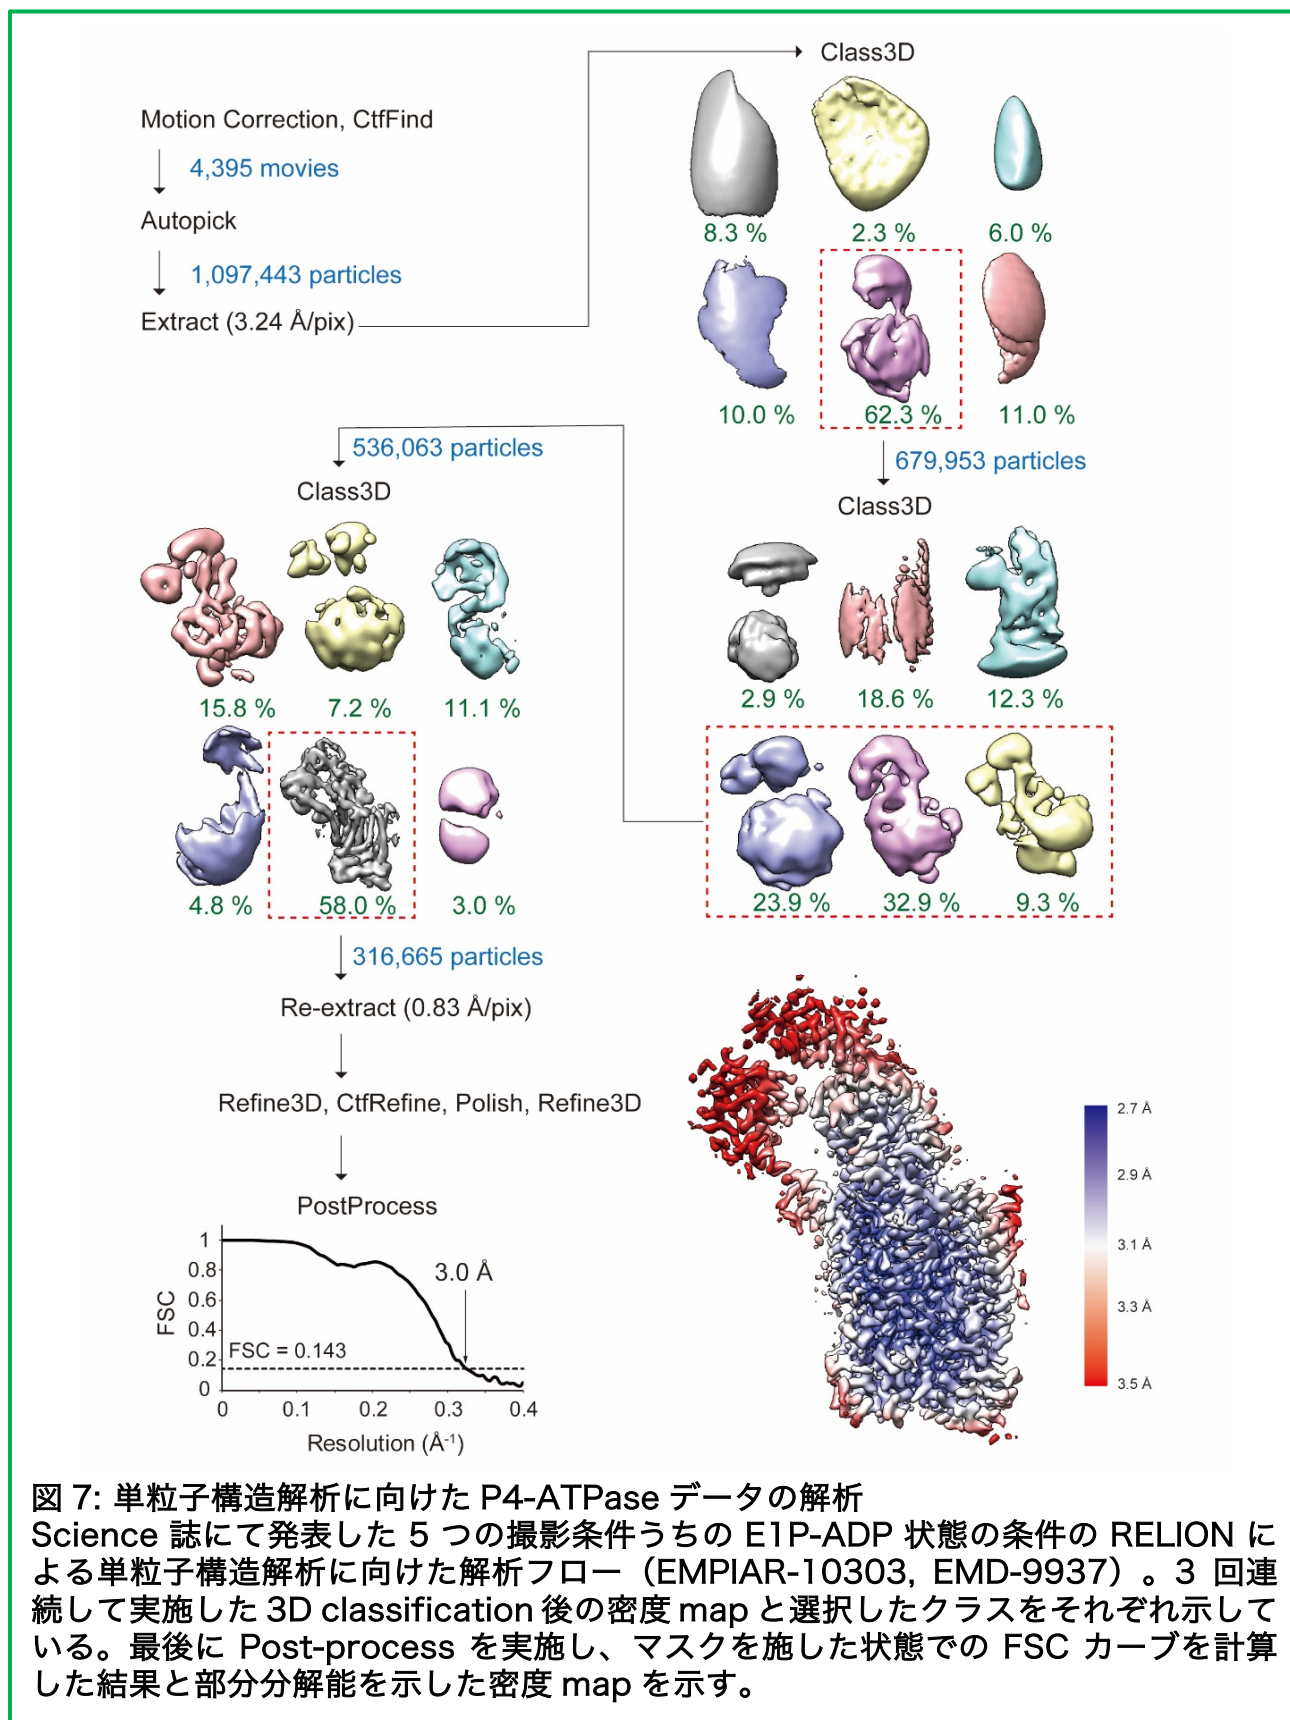 Motion Correction, CtfFind
4,395 movies
Autopick
1,097,443 particles
Extract (3.24 Å/pix)
Class3D
8.3 %
2.3 %
6.0 %
10.0 %
62.3 %
11.0 %
679,953 particles
Class3D
2.9 %
18.6 %
12.3 %
23.9 %
32.9 %
9.3 %
536,063 particles
Class3D
15.8 %
7.2 %
11.1 %
4.8 %
58.0 %
3.0 %
316,665 particles
Re-extract (0.83 Å/pix)
Refine3D, CtfRefine, Polish, Refine3D
PostProcess
3.0 Å
FSC
1
0.8
0.6
0.4
0.2
0
FSC = 0.143
0
0.1
0.2
0.3
0.4
Resolution (Å⁻¹)
2.7 Å
2.9 Å
3.1 Å
3.3 Å
3.5 Å
図 7: 単粒子構造解析に向けた P4-ATPase データの解析
Science 誌にて発表した 5 つの撮影条件うちの E1P-ADP 状態の条件の RELION に
よる単粒子構造解析に向けた解析フロー（EMPIAR-10303, EMD-9937）。3 回連
続して実施した 3D classification 後の密度 map と選択したクラスをそれぞれ示して
いる。最後に Post-process を実施し、マスクを施した状態での FSC カーブを計算
した結果と部分分解能を示した密度 map を示す。